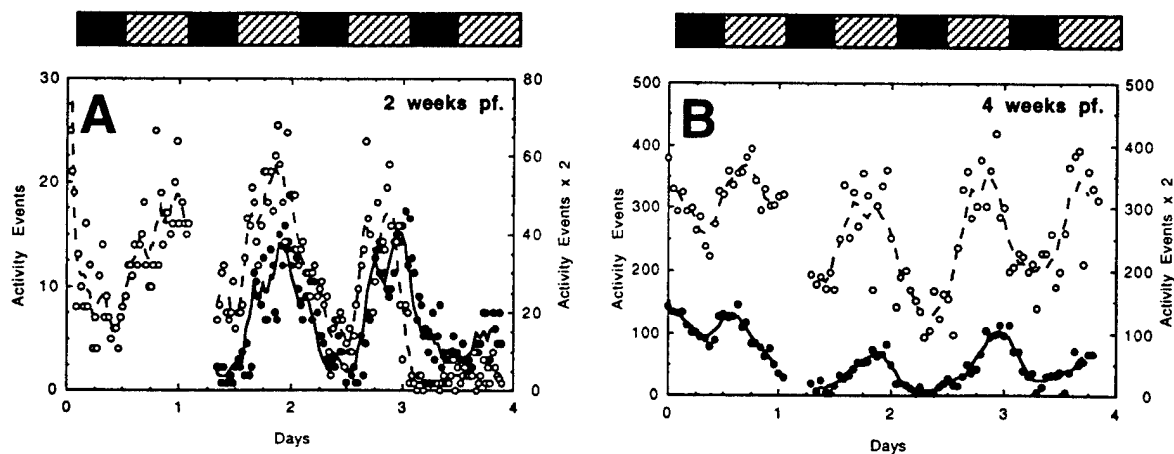 A
2 weeks pf.
30
20
10
0
Activity Events
80
60
40
20
0
Activity Events x 2
0 1 2 3 4
Days
B
4 weeks pf.
500
400
300
200
100
0
Activity Events
500
400
300
200
100
0
Activity Events x 2
0 1 2 3 4
Days